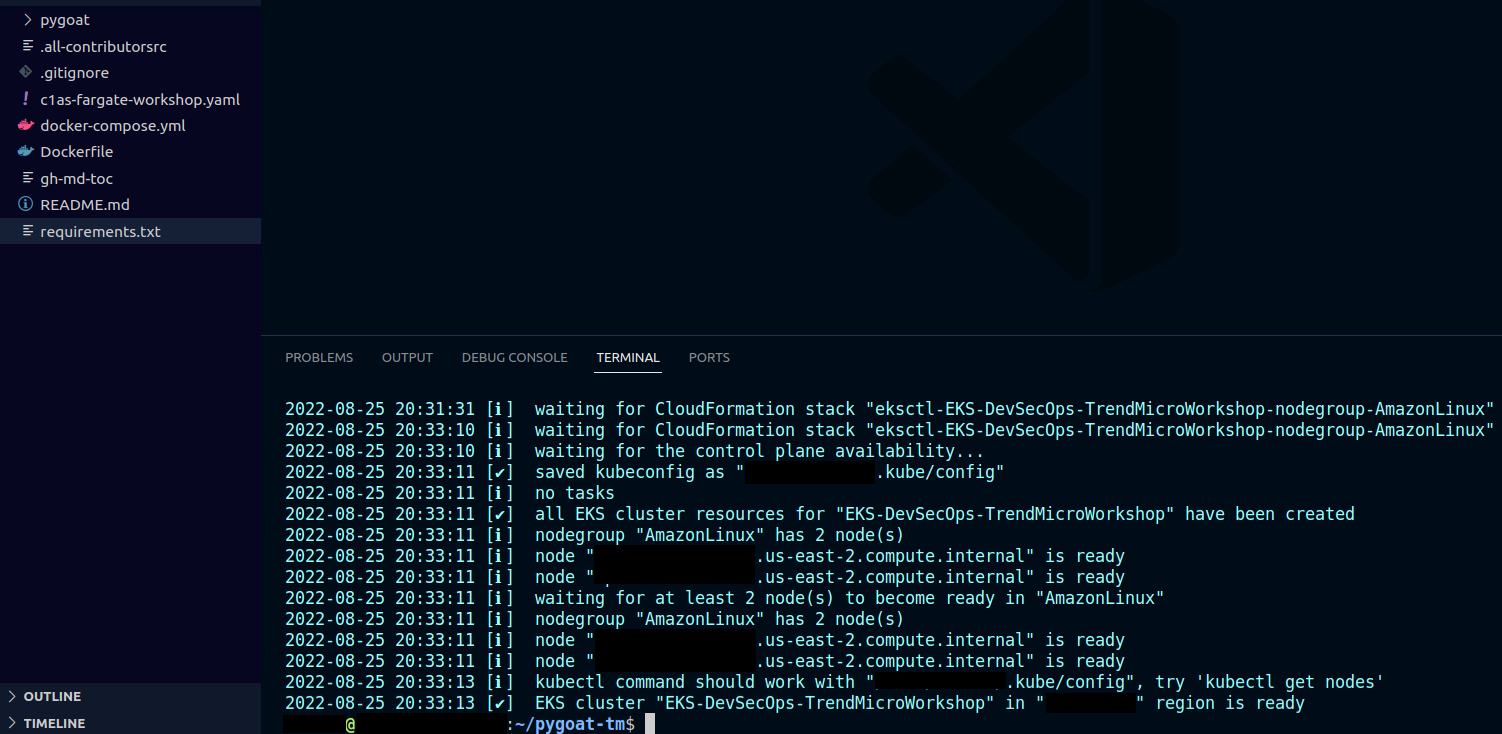 pygoat
.all-contributorsrc
.gitignore
! c1as-fargate-workshop.yaml
docker-compose.yml
Dockerfile
gh-md-toc
README.md
requirements.txt
OUTLINE
TIMELINE
PROBLEMS OUTPUT DEBUG CONSOLE TERMINAL PORTS
2022-08-25 20:31:31 [ℹ]  waiting for CloudFormation stack "eksctl-EKS-DevSecOps-TrendMicroWorkshop-nodegroup-AmazonLinux"
2022-08-25 20:33:10 [ℹ]  waiting for CloudFormation stack "eksctl-EKS-DevSecOps-TrendMicroWorkshop-nodegroup-AmazonLinux"
2022-08-25 20:33:10 [ℹ]  waiting for the control plane availability...
2022-08-25 20:33:11 [✔]  saved kubeconfig as " .kube/config"
2022-08-25 20:33:11 [ℹ]  no tasks
2022-08-25 20:33:11 [✔]  all EKS cluster resources for "EKS-DevSecOps-TrendMicroWorkshop" have been created
2022-08-25 20:33:11 [ℹ]  nodegroup "AmazonLinux" has 2 node(s)
2022-08-25 20:33:11 [ℹ]  node " .us-east-2.compute.internal" is ready
2022-08-25 20:33:11 [ℹ]  node " .us-east-2.compute.internal" is ready
2022-08-25 20:33:11 [ℹ]  waiting for at least 2 node(s) to become ready in "AmazonLinux"
2022-08-25 20:33:11 [ℹ]  nodegroup "AmazonLinux" has 2 node(s)
2022-08-25 20:33:11 [ℹ]  node " .us-east-2.compute.internal" is ready
2022-08-25 20:33:11 [ℹ]  node " .us-east-2.compute.internal" is ready
2022-08-25 20:33:13 [ℹ]  kubectl command should work with " .kube/config", try 'kubectl get nodes'
2022-08-25 20:33:13 [✔]  EKS cluster "EKS-DevSecOps-TrendMicroWorkshop" in " " region is ready
@ :~/pygoat-tm$